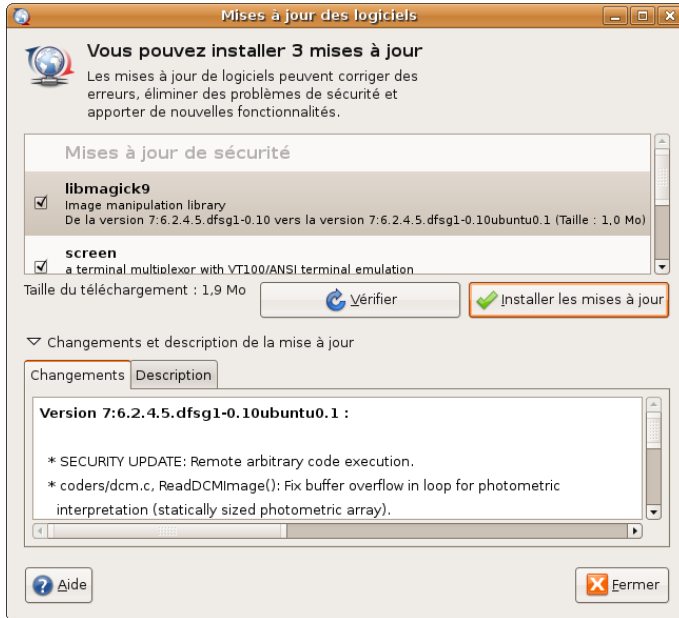 Mises à jour des logiciels
Vous pouvez installer 3 mises à jour
Les mises à jour de logiciels peuvent corriger des
erreurs, éliminer des problèmes de sécurité et
apporter de nouvelles fonctionnalités.
Mises à jour de sécurité
libmagick9
Image manipulation library
De la version 7:6.2.4.5.dfsg1-0.10 vers la version 7:6.2.4.5.dfsg1-0.10ubuntu0.1 (Taille : 1,0 Mo)
screen
a terminal multiplexor with VT100/ANSI terminal emulation
Taille du téléchargement : 1,9 Mo
Vérifier
Installer les mises à jour
Changements et description de la mise à jour
Changements
Description
Version 7:6.2.4.5.dfsg1-0.10ubuntu0.1 :
* SECURITY UPDATE: Remote arbitrary code execution.
* coders/dcm.c, ReadDCMImage(): Fix buffer overflow in loop for photometric
interpretation (statically sized photometric array).
Aide
Fermer